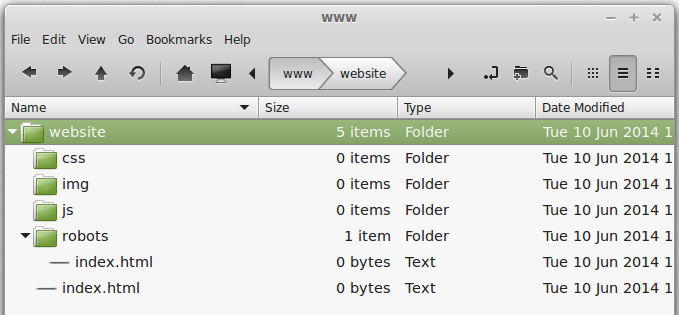 www
File Edit View Go Bookmarks Help
www website
Name Size Type Date Modified
website 5 items Folder Tue 10 Jun 2014 1
css 0 items Folder Tue 10 Jun 2014 1
img 0 items Folder Tue 10 Jun 2014 1
js 0 items Folder Tue 10 Jun 2014 1
robots 1 item Folder Tue 10 Jun 2014 1
index.html 0 bytes Text Tue 10 Jun 2014 1
index.html 0 bytes Text Tue 10 Jun 2014 1